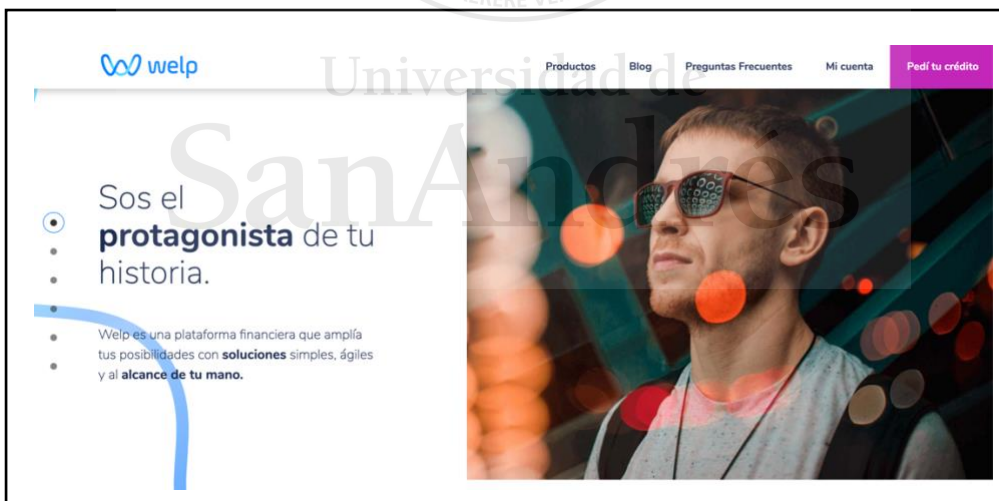 welp
Productos Blog Preguntas Frecuentes Mi cuenta Pedí tu crédito
Universidad de
SanAndrés
Sos el
protagonista de tu
historia.
Welp es una plataforma financiera que amplía
tus posibilidades con soluciones simples, ágiles
y al alcance de tu mano.